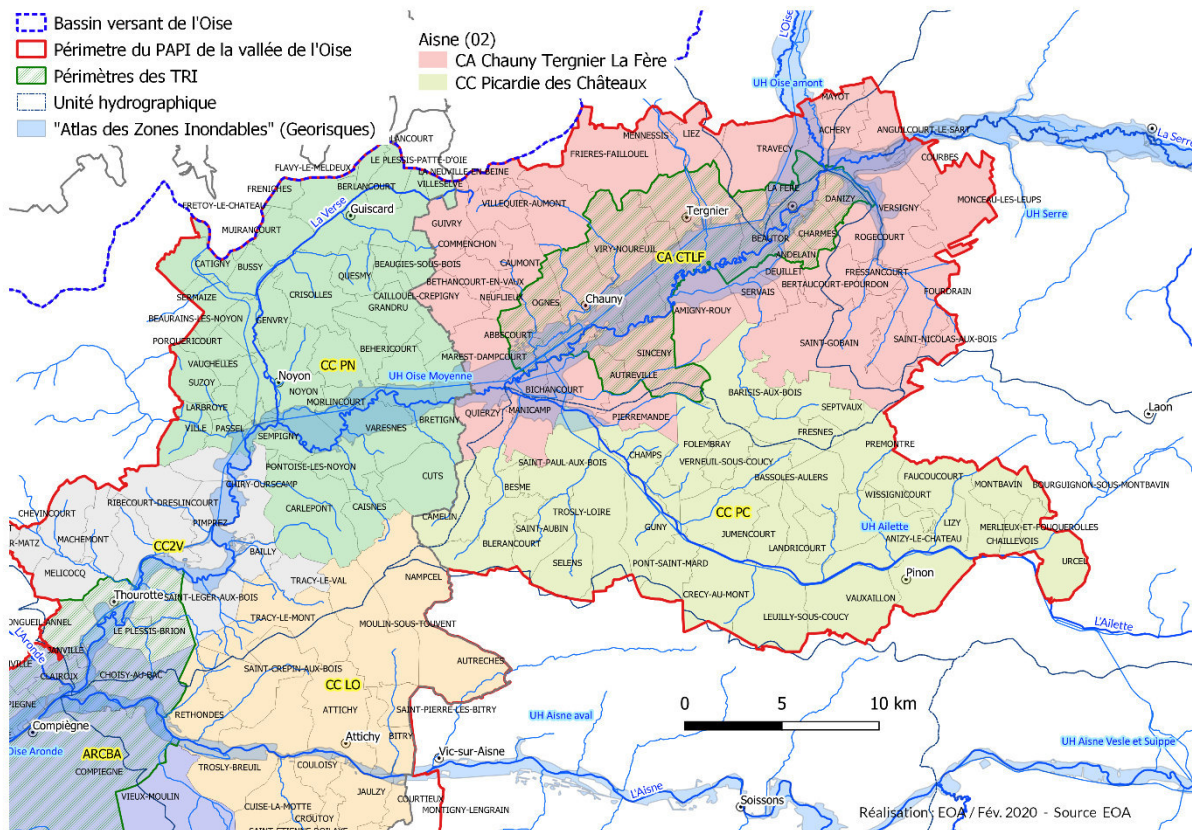 Bassin versant de l'Oise
Périmetre du PAPI de la vallée de l'Oise
Périmètres des TRI
Unité hydrographique
"Atlas des Zones Inondables" (Georisques)
Aisne (02)
CA Chauny Tergnier La Fère
CC Picardie des Châteaux
L'Oise
UH Oise amont
MAYOT
LANCOURT
MENNESSIS
LIEZ
ACHERY
ANGUILCOURT-LE-SART
La Serre
TRAVECY
FRIERES-FAILLOUEL
COURBES
LE PLESSIS-PATTE-D'OIE
FLAVY-LE-MELDEUX
LA NEUVILLE-EN-BEINE
VILLESELVE
BERLANCOURT
FRENICHES
La Verse
FRETOY-LE-CHATEAU
Guiscard
VILLEQUIER-AUMONT
Tergnier
LA FÈRE
DANIZY
VERSIGNY
MONCEAU-LES-LEUPS
UH Serre
MUIRANCOURT
GUIVRY
COMMENCHON
VIRY-NOUREUIL
CA CTLF
BEAUTOR
CHARMES
ROGECOURT
ANDELAIN
CATIGNY
BUSSY
QUESMY
BEAUGIES-SOUS-BOIS
CAUMONT
DEUILLET
FRESSANCOURT
BETHANCOURT-EN-VAUX
BERTAUCOURT-EPOURDON
SERMAIZE
CRISOLLES
CAILLOUEL-CREPIGNY
NEUFLIEUX
OGNES
Chauny
SERVAIS
FOURDRAIN
GRANDRU
AMIGNY-ROUY
BEAURAINS-LES-NOYON
GENVRY
ABBECOURT
SAINT-GOBAIN
SAINT-NICOLAS-AUX-BOIS
PORQUERICOURT
BEHERICOURT
MAREST-DAMPCOURT
SINCENY
VAUCHELLES
CC PN
UH Oise Moyenne
AUTREVILLE
SUZOY
Noyon
NOYON
BICHANCOURT
BARISIS-AUX-BOIS
LARBROYE
MORLINCOURT
QUIERZY
MANICAMP
PIERREMANDE
SEPTVAUX
Laon
VILLE
PASSEL
SEMPIGNY
VARESNES
BRETIGNY
FRESNES
PREMONTRE
PONTOISE-LES-NOYON
CHAMPS
FOLEMBRAY
SAINT-PAUL-AUX-BOIS
VERNEUIL-SOUS-COUCY
CHIRY-OURSCAMP
CUTS
BESME
BASSOLES-AULERS
FAUCOUCOURT
MONTBAVIN
BOURGUIGNON-SOUS-MONTBAVIN
RIBECOURT-DRESLINCOURT
WISSIGNICOURT
CHEVINCOURT
PIMPREZ
CARLEPONT
CAISNES
CAMELIN
TROSLY-LOIRE
CC PC
SAINT-AUBIN
GUNY
UH Ailette
LIZY
MERLIEUX-ET-FOUQUEROLLES
ER-MATZ
MACHEMONT
JUMENCOURT
ANIZY-LE-CHATEAU
CHAILLEVOIS
CC2V
BAILLY
BLERANCOURT
LANDRICOURT
MELICOCQ
SELENS
PONT-SAINT-MARD
URCEL
TRACY-LE-VAL
NAMPCEL
Pinon
Thourotte
SAINT-LEGER-AUX-BOIS
CRECY-AU-MONT
VAUXAILLON
TRACY-LE-MONT
LEUILLY-SOUS-COUCY
ONGUEIL
ANNEL
LE PLESSIS-BRION
MOULIN-SOUS-TOUVENT
L'Ailette
L'Aronde
JANVILLE
AUTRECHES
CLAIROIX
CHOISY-AU-BAC
SAINT-CREPIN-AUX-BOIS
CC LO
0 5 10 km
PIEGNE
RETHONDES
ATTICHY
SAINT-PIERRE-LES-BITRY
UH Aisne aval
Compiègne
Attichy
BITRY
Vic-sur-Aisne
UH Aisne Vesle et Suippe
Oise Aronde
ARCBA
TROSLY-BREUIL
COULOISY
COMPIEGNE
JAULZY
L'Aisne
VIEUX-MOULIN
COURTIEUX
CUISE-LA-MOTTE
MONTIGNY-LENGRAIN
Soissons
CROUTOY
Réalisation : EOA / Fév. 2020 - Source EOA